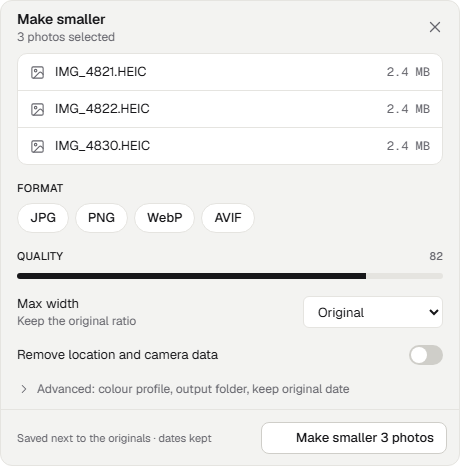 Make smaller
3 photos selected
IMG_4821.HEIC 2.4 MB
IMG_4822.HEIC 2.4 MB
IMG_4830.HEIC 2.4 MB
FORMAT
JPG PNG WebP AVIF
QUALITY 82
Max width
Keep the original ratio
Original
Remove location and camera data
Advanced: colour profile, output folder, keep original date
Saved next to the originals · dates kept
Make smaller 3 photos